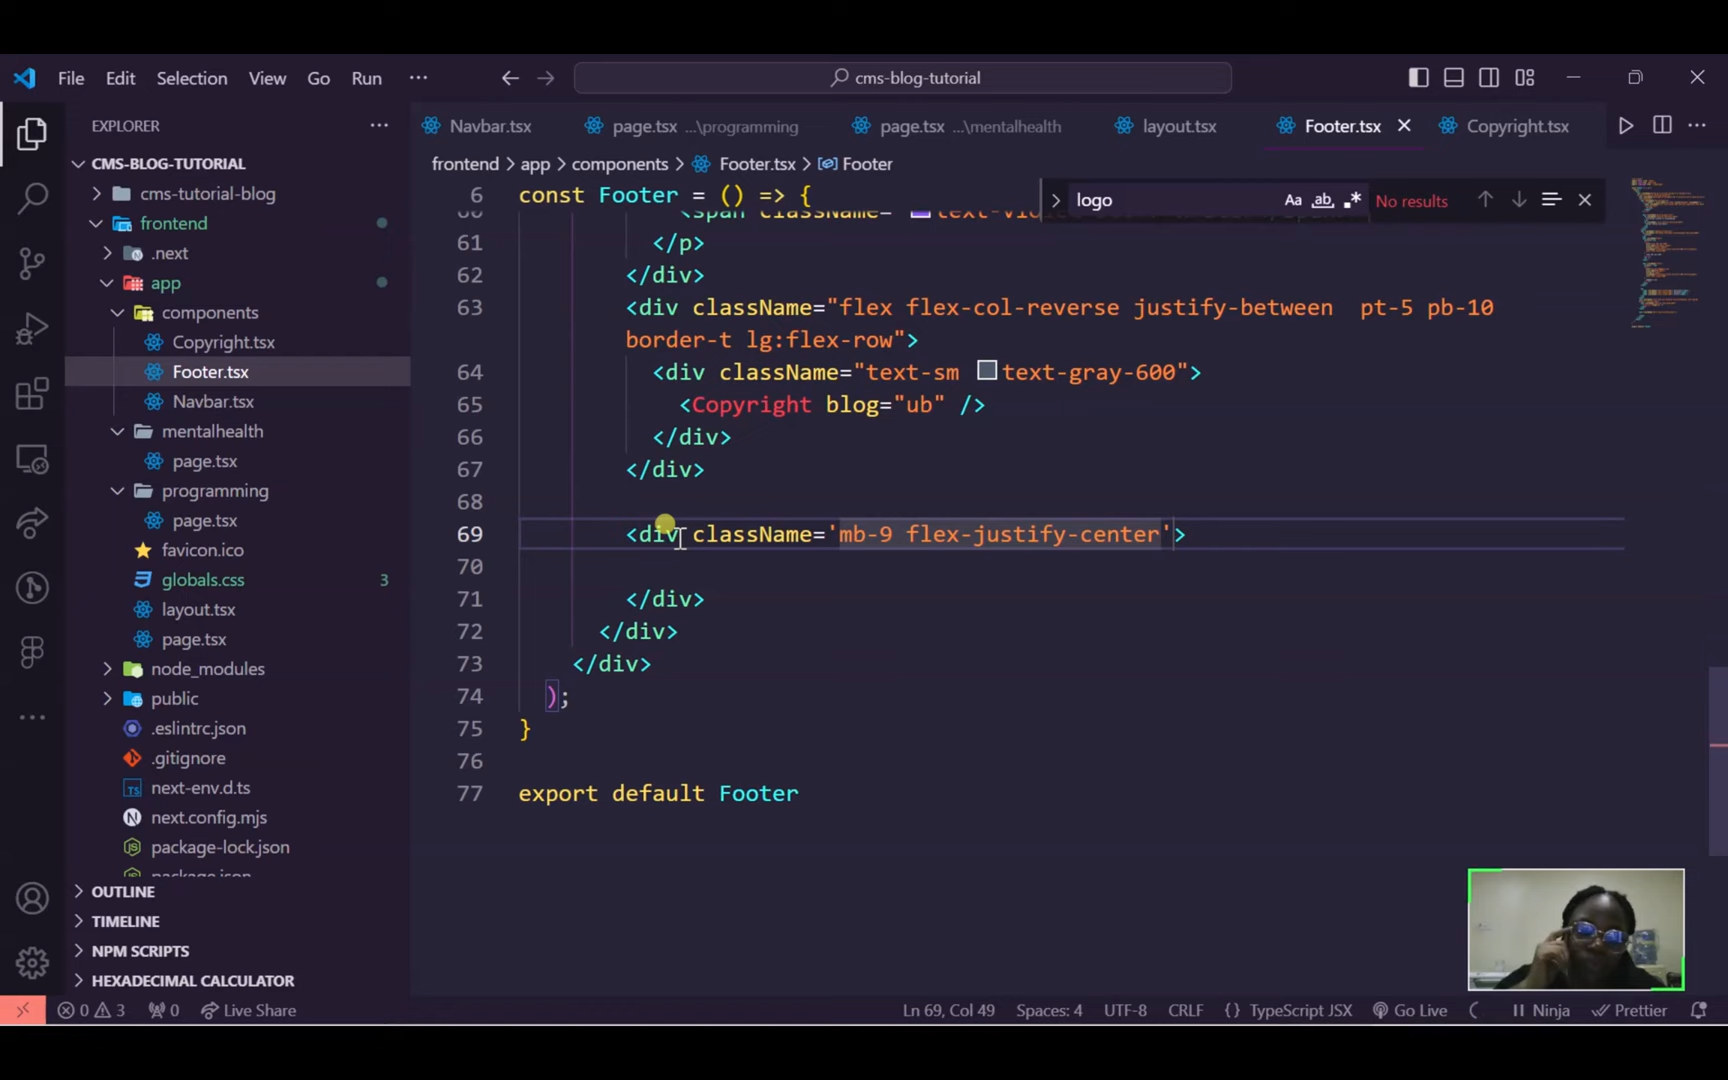 File Edit Selection View Go Run ··· cms-blog-tutorial
EXPLORER ···
Navbar.tsx page.tsx ...\programming page.tsx ...\mentalhealth layout.tsx Footer.tsx Copyright.tsx ···
CMS-BLOG-TUTORIAL
frontend > app > components > Footer.tsx > Footer
cms-tutorial-blog
frontend
.next
app
components
Copyright.tsx
Footer.tsx
Navbar.tsx
mentalhealth
page.tsx
programming
page.tsx
favicon.ico
globals.css 3
layout.tsx
page.tsx
node_modules
public
.eslintrc.json
.gitignore
next-env.d.ts
next.config.mjs
package-lock.json
OUTLINE
TIMELINE
NPM SCRIPTS
HEXADECIMAL CALCULATOR
logo Aa ab .* No results
6 const Footer = () => {
61 </p>
62 </div>
63 <div className="flex flex-col-reverse justify-between  pt-5 pb-10
border-t lg:flex-row">
64 <div className="text-sm text-gray-600">
65 <Copyright blog="ub" />
66 </div>
67 </div>
68
69 <div className='mb-9 flex-justify-center'>
70
71 </div>
72 </div>
73 </div>
74 );
75 }
76
77 export default Footer
0 3 0 Live Share Ln 69, Col 49 Spaces: 4 UTF-8 CRLF {} TypeScript JSX Go Live Ninja Prettier